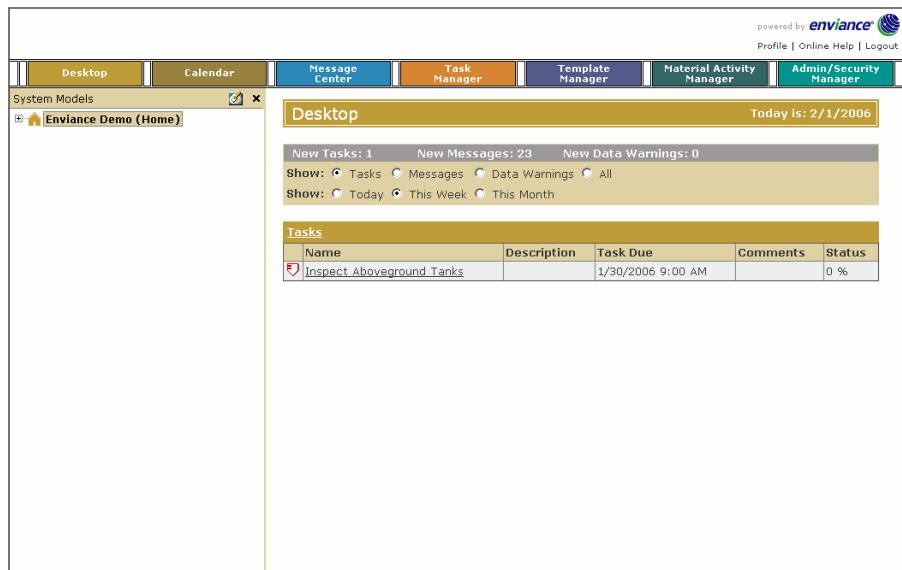 powered by enviance
Profile | Online Help | Logout
Desktop
Calendar
Message Center
Task Manager
Template Manager
Material Activity Manager
Admin/Security Manager
System Models
Enviance Demo (Home)
Desktop Today is: 2/1/2006
New Tasks: 1 New Messages: 23 New Data Warnings: 0
Show: Tasks Messages Data Warnings All
Show: Today This Week This Month
Tasks
Name Description Task Due Comments Status
Inspect Aboveground Tanks 1/30/2006 9:00 AM 0 %